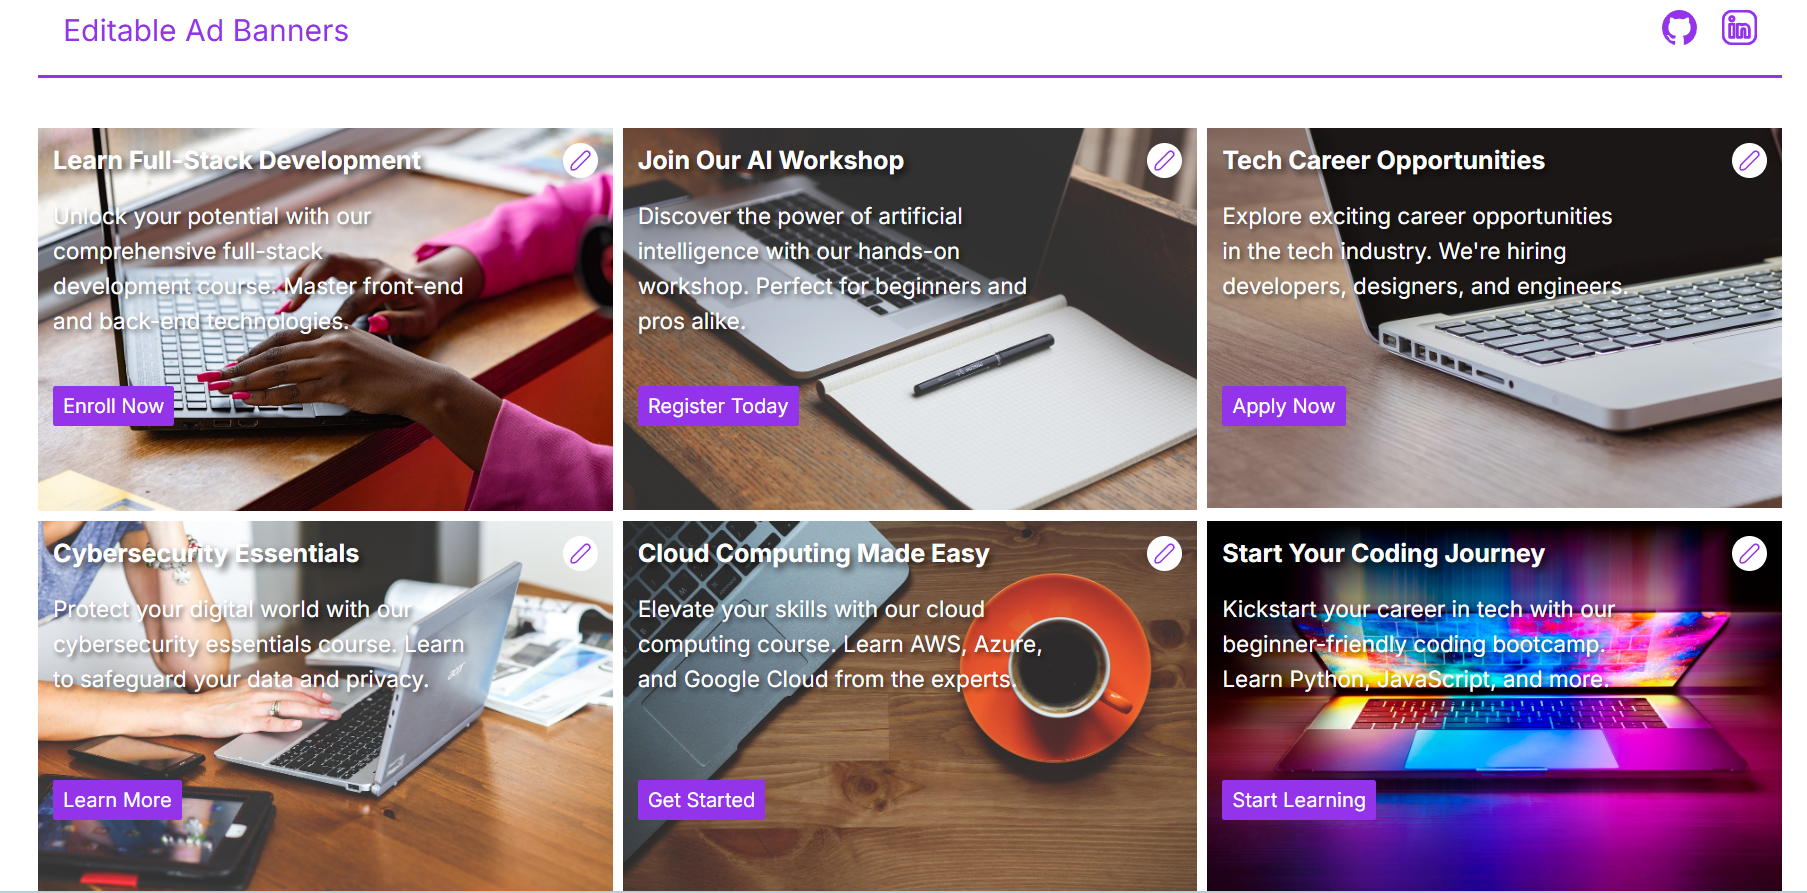 Editable Ad Banners
in
Learn Full-Stack Development
Unlock your potential with our
comprehensive full-stack
development course. Master front-end
and back-end technologies.
Enroll Now
Join Our AI Workshop
Discover the power of artificial
intelligence with our hands-on
workshop. Perfect for beginners and
pros alike.
Register Today
Tech Career Opportunities
Explore exciting career opportunities
in the tech industry. We're hiring
developers, designers, and engineers.
Apply Now
Cybersecurity Essentials
Protect your digital world with our
cybersecurity essentials course. Learn
to safeguard your data and privacy.
acer
Learn More
Cloud Computing Made Easy
Elevate your skills with our cloud
computing course. Learn AWS, Azure,
and Google Cloud from the experts.
Get Started
Start Your Coding Journey
Kickstart your career in tech with our
beginner-friendly coding bootcamp.
Learn Python, JavaScript, and more.
Start Learning